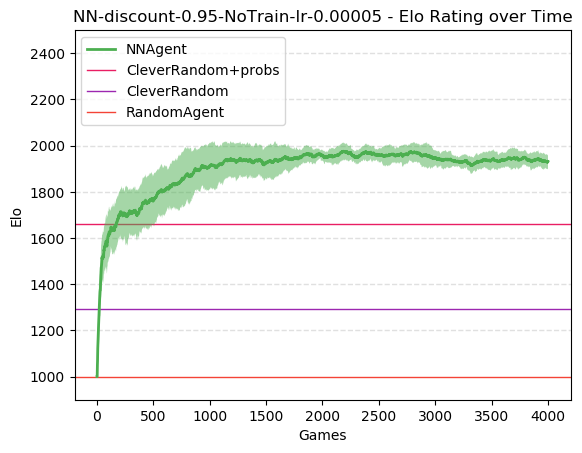 NN-discount-0.95-NoTrain-lr-0.00005 - Elo Rating over Time
NNAgent
CleverRandom+probs
CleverRandom
RandomAgent
2400
2200
2000
1800
1600
1400
1200
1000
Elo
0 500 1000 1500 2000 2500 3000 3500 4000
Games